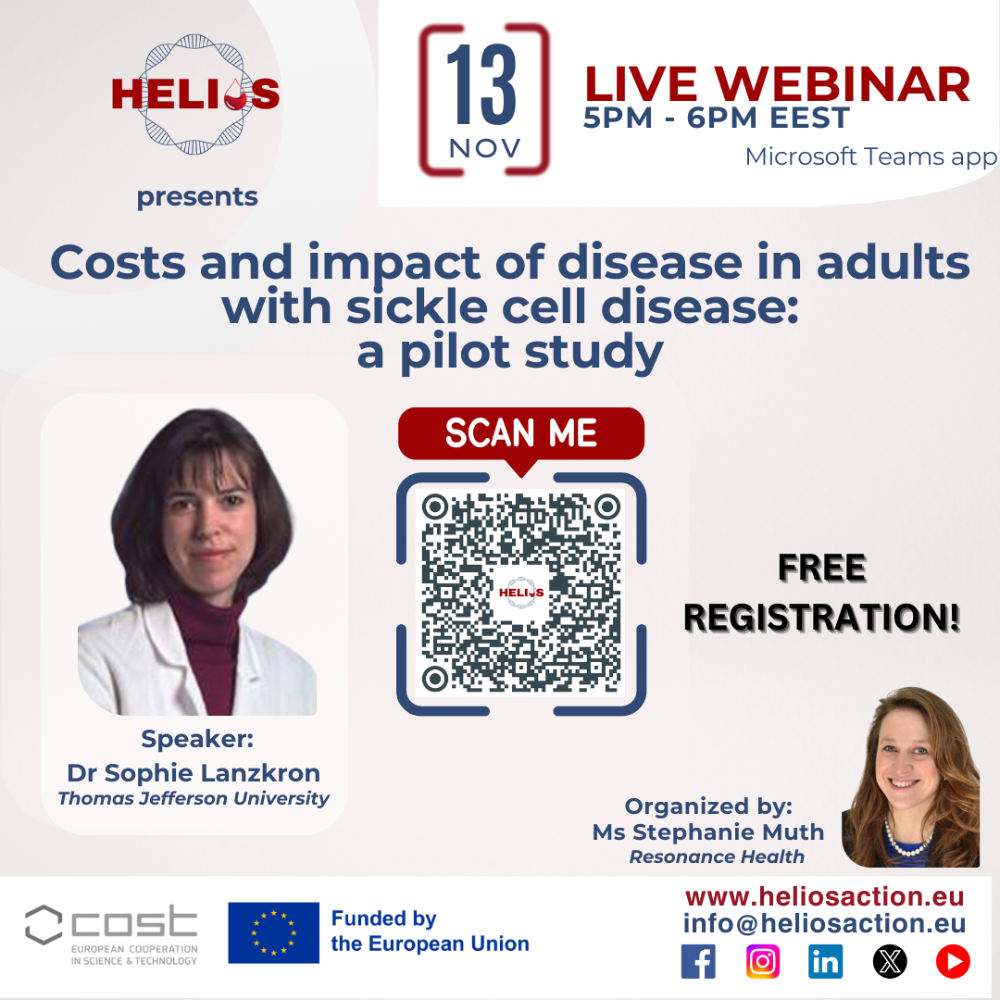 HELIOS
presents
13
NOV
LIVE WEBINAR
5PM - 6PM EEST
Microsoft Teams app
Costs and impact of disease in adults
with sickle cell disease:
a pilot study
SCAN ME
HELIOS
FREE
REGISTRATION!
Speaker:
Dr Sophie Lanzkron
Thomas Jefferson University
Organized by:
Ms Stephanie Muth
Resonance Health
cost
EUROPEAN COOPERATION
IN SCIENCE & TECHNOLOGY
Funded by
the European Union
www.heliosaction.eu
info@heliosaction.eu